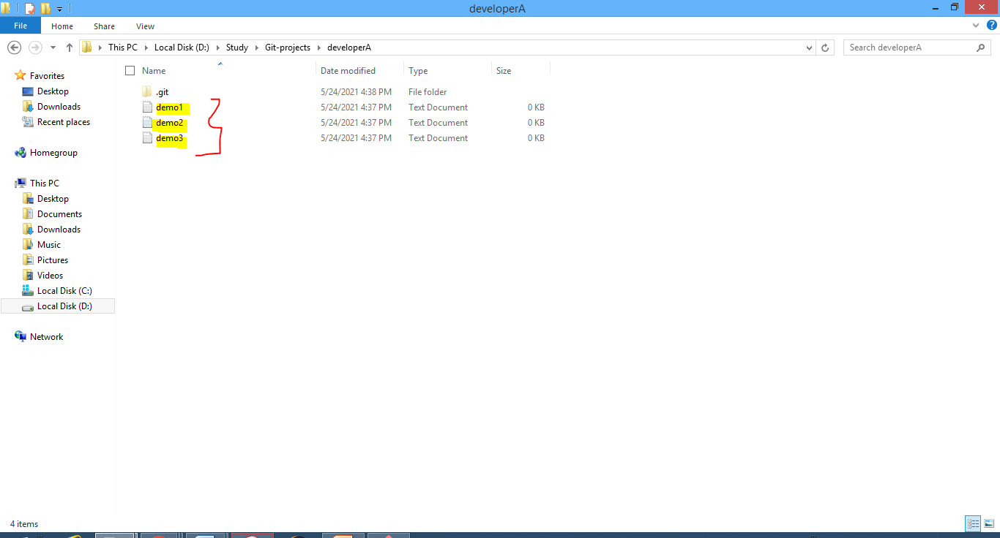 developerA
File Home Share View
This PC Local Disk (D:) Study Git-projects developerA
Search developerA
Name Date modified Type Size
.git 5/24/2021 4:38 PM File folder
demo1 5/24/2021 4:37 PM Text Document 0 KB
demo2 5/24/2021 4:37 PM Text Document 0 KB
demo3 5/24/2021 4:37 PM Text Document 0 KB
Favorites
Desktop
Downloads
Recent places
Homegroup
This PC
Desktop
Documents
Downloads
Music
Pictures
Videos
Local Disk (C:)
Local Disk (D:)
Network
4 items